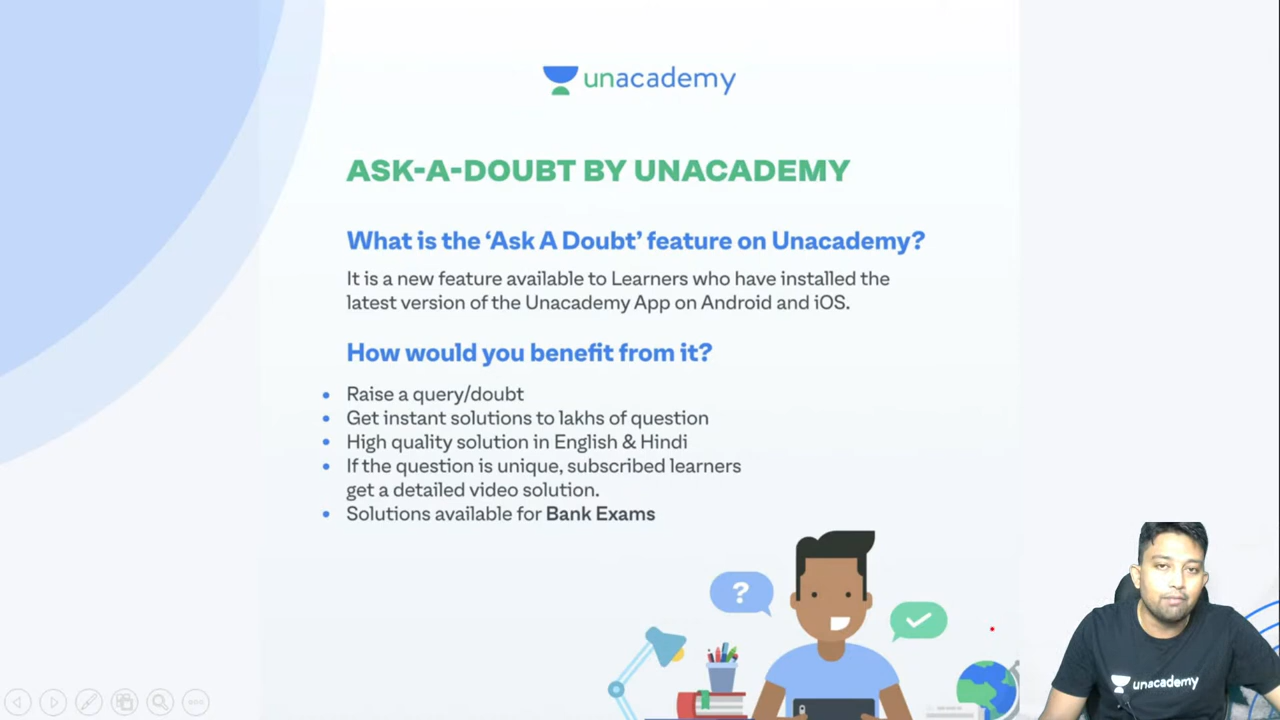 unacademy
ASK-A-DOUBT BY UNACADEMY
What is the ‘Ask A Doubt’ feature on Unacademy?
It is a new feature available to Learners who have installed the
latest version of the Unacademy App on Android and iOS.
How would you benefit from it?
• Raise a query/doubt
• Get instant solutions to lakhs of question
• High quality solution in English & Hindi
• If the question is unique, subscribed learners
get a detailed video solution.
• Solutions available for Bank Exams
?
unacademy